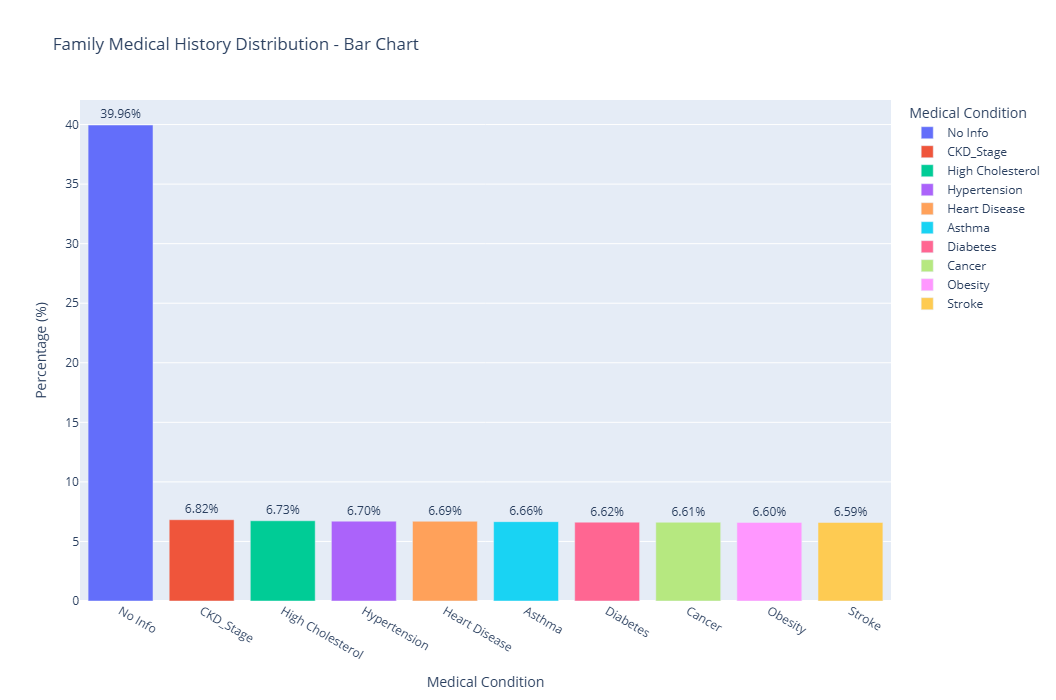 Family Medical History Distribution - Bar Chart
39.96%
6.82%
6.73%
6.70%
6.69%
6.66%
6.62%
6.61%
6.60%
6.59%
Percentage (%)
40
35
30
25
20
15
10
5
0
No Info
CKD_Stage
High Cholesterol
Hypertension
Heart Disease
Asthma
Diabetes
Cancer
Obesity
Stroke
Medical Condition
Medical Condition
No Info
CKD_Stage
High Cholesterol
Hypertension
Heart Disease
Asthma
Diabetes
Cancer
Obesity
Stroke